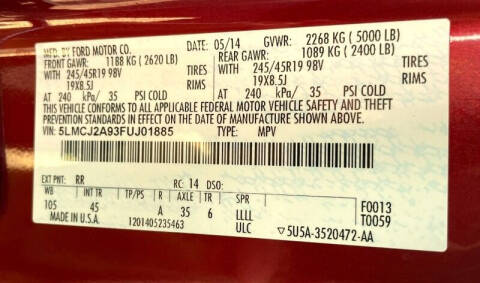 MFD. BY FORD MOTOR CO.
DATE: 05/14 GVWR: 2268 KG ( 5000 LB)
FRONT GAWR: 1188 KG ( 2620 LB) REAR GAWR: 1089 KG ( 2400 LB)
WITH 245/45R19 98V TIRES WITH 245/45R19 98V TIRES
19X8.5J RIMS 19X8.5J RIMS
AT 240 kPa/ 35 PSI COLD AT 240 kPa/ 35 PSI COLD
THIS VEHICLE CONFORMS TO ALL APPLICABLE FEDERAL MOTOR VEHICLE SAFETY AND THEFT
PREVENTION STANDARDS IN EFFECT ON THE DATE OF MANUFACTURE SHOWN ABOVE.
VIN: 5LMCJ2A93FUJ01885 TYPE: MPV
EXT PNT: RR RC: 14 DSO:
WB INT TR TP/PS R AXLE TR SPR F0013
105 45 A 35 6 LLLL T0059
MADE IN U.S.A. 1201405235463 ULC ▽5U5A-3520472-AA